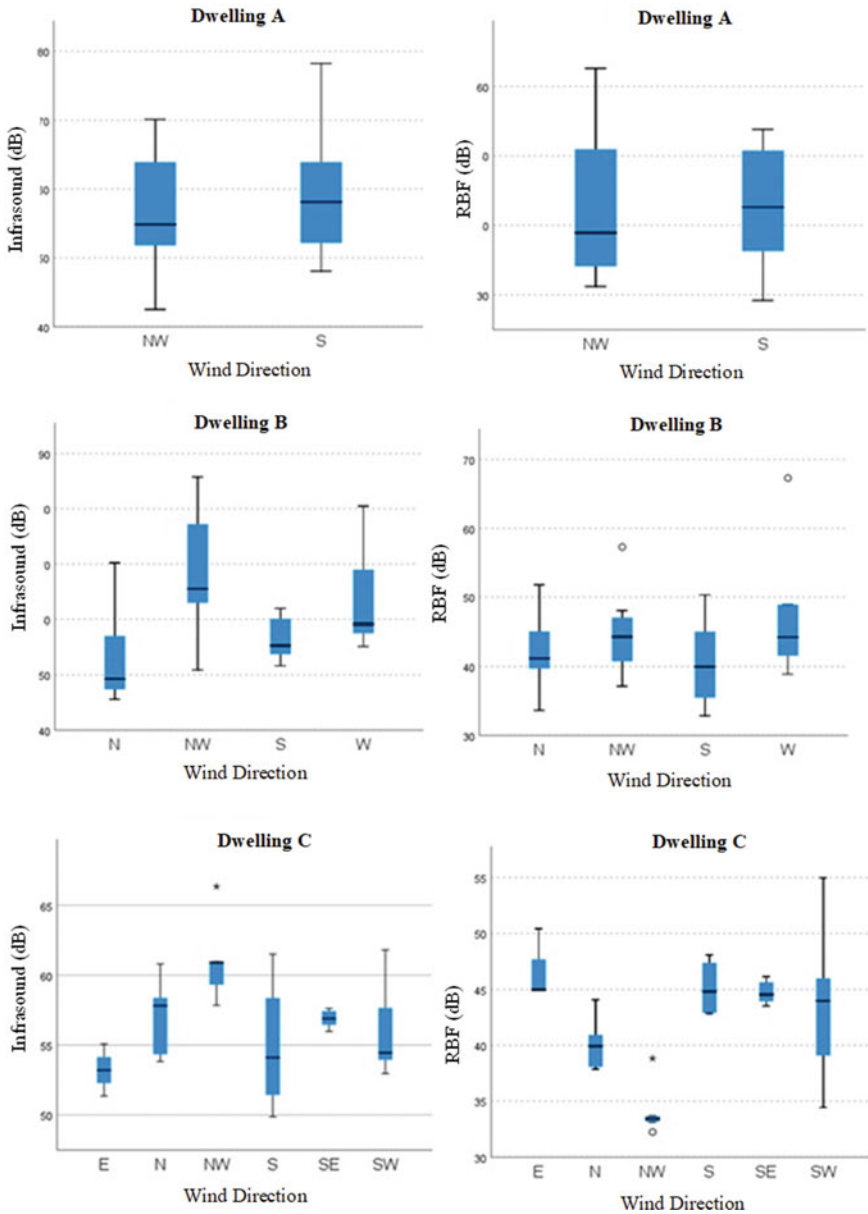 Dwelling A
80
70
60
50
40
Infrasound (dB)
NW S
Wind Direction
Dwelling A
60
0
0
30
RBF (dB)
NW S
Wind Direction
Dwelling B
90
0
0
0
50
40
Infrasound (dB)
N NW S W
Wind Direction
Dwelling B
70
60
50
40
30
RBF (dB)
N NW S W
Wind Direction
Dwelling C
65
60
55
50
Infrasound (dB)
E N NW S SE SW
Wind Direction
Dwelling C
55
50
45
40
35
30
RBF (dB)
E N NW S SE SW
Wind Direction